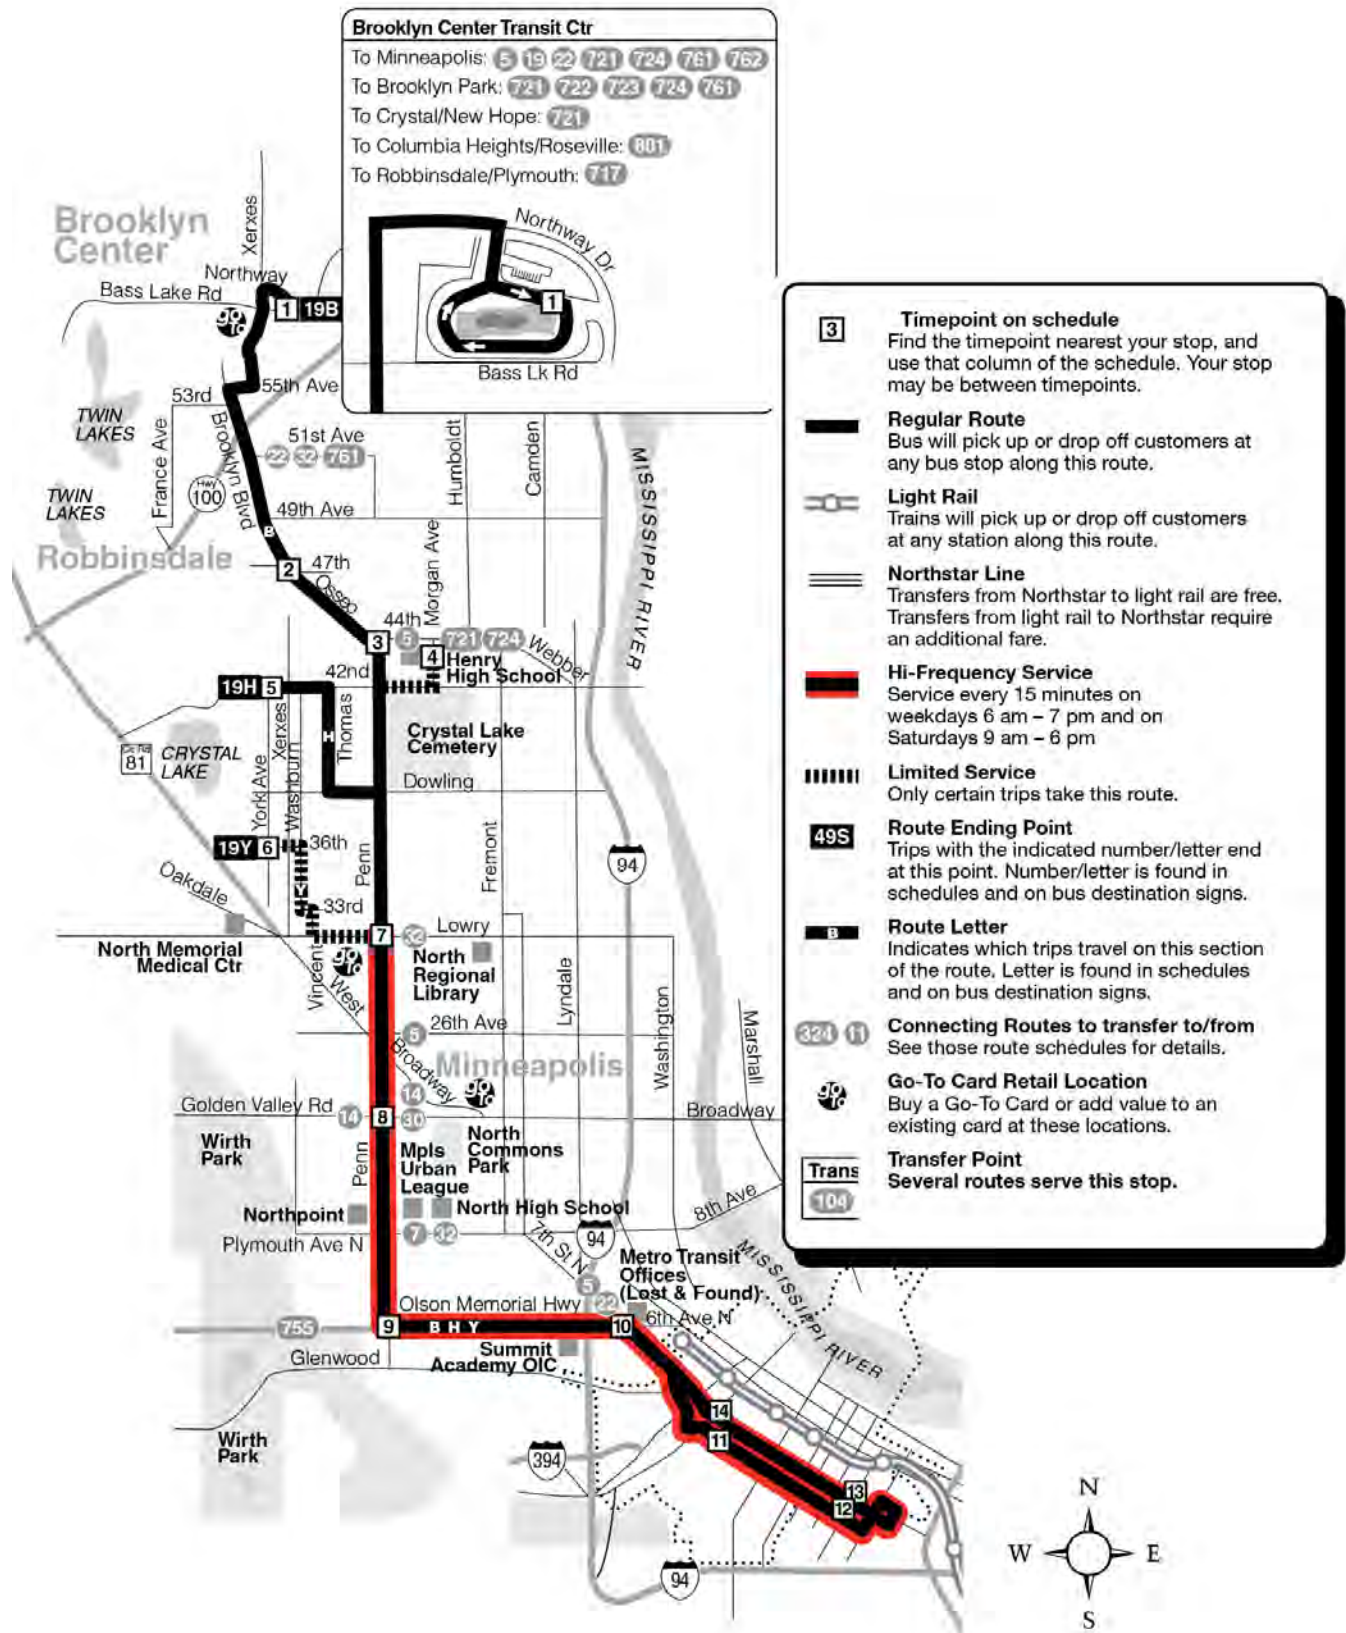 Brooklyn Center Transit Ctr
To Minneapolis: 5 19 22 721 724 761 762
To Brooklyn Park: 721 722 723 724 761
To Crystal/New Hope: 721
To Columbia Heights/Roseville: 801
To Robbinsdale/Plymouth: 717
Northway Dr
1
Bass Lk Rd
Brooklyn
Center
Xerxes
Northway
Bass Lake Rd
go to
1 19B
55th Ave
53rd
TWIN
LAKES
France Ave
Brooklyn Blvd
51st Ave
22 32 761
Humboldt
Camden
MISSISSIPPI RIVER
Hwy
100
TWIN
LAKES
49th Ave
B
Robbinsdale
2 47th
Osseo
Morgan Ave
44th
3 5 721 724 Webber
4 Henry
High School
42nd
19H 5
Xerxes
Thomas
H
Crystal Lake
Cemetery
Co Rd
81
CRYSTAL
LAKE
York Ave
Washburn
Dowling
19Y 6 36th
Penn
Fremont
94
Oakdale
Y
33rd
7 32 Lowry
North Memorial
Medical Ctr
go to
Vincent
North
Regional
Library
West
Broadway
Lyndale
Washington
Marshall
5 26th Ave
Minneapolis
14
go to
Golden Valley Rd
14 8 30
Broadway
Wirth
Park
Penn
Mpls
Urban
League
North
Commons
Park
Northpoint
North High School
8th Ave
Plymouth Ave N
7 32
7th St N
94
MISSISSIPPI RIVER
Metro Transit
Offices
(Lost & Found)
5
22
Olson Memorial Hwy
6th Ave N
755 9 B H Y 10
Glenwood
Summit
Academy OIC
Wirth
Park
14
11
394
13
12
94
N
W E
S
3 Timepoint on schedule
Find the timepoint nearest your stop, and
use that column of the schedule. Your stop
may be between timepoints.
Regular Route
Bus will pick up or drop off customers at
any bus stop along this route.
Light Rail
Trains will pick up or drop off customers
at any station along this route.
Northstar Line
Transfers from Northstar to light rail are free.
Transfers from light rail to Northstar require
an additional fare.
Hi-Frequency Service
Service every 15 minutes on
weekdays 6 am – 7 pm and on
Saturdays 9 am – 6 pm
Limited Service
Only certain trips take this route.
49S Route Ending Point
Trips with the indicated number/letter end
at this point. Number/letter is found in
schedules and on bus destination signs.
B Route Letter
Indicates which trips travel on this section
of the route. Letter is found in schedules
and on bus destination signs.
324 11 Connecting Routes to transfer to/from
See those route schedules for details.
go to Go-To Card Retail Location
Buy a Go-To Card or add value to an
existing card at these locations.
Trans Transfer Point
104 Several routes serve this stop.